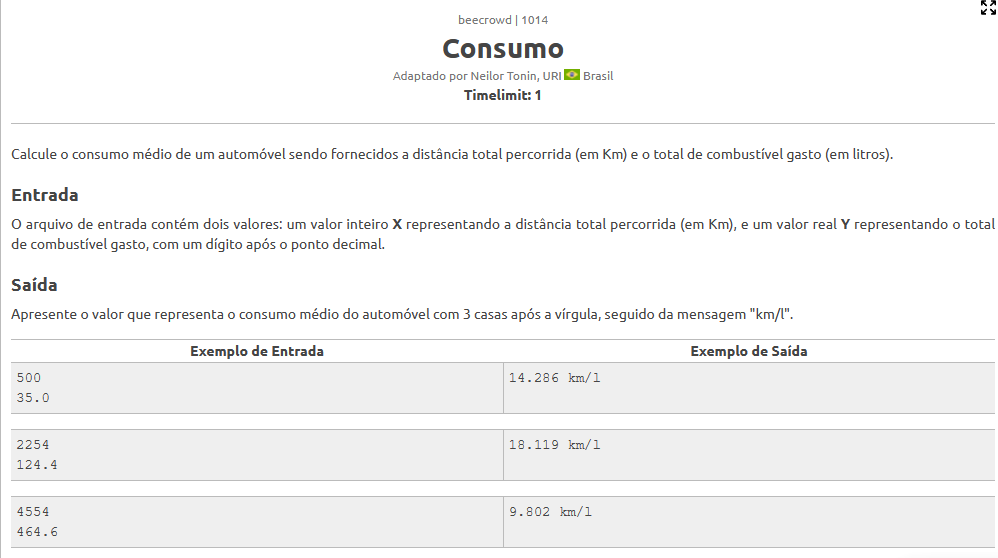 beecrowd | 1014
Consumo
Adaptado por Neilor Tonin, URI Brasil
Timelimit: 1
Calcule o consumo médio de um automóvel sendo fornecidos a distância total percorrida (em Km) e o total de combustível gasto (em litros).
Entrada
O arquivo de entrada contém dois valores: um valor inteiro X representando a distância total percorrida (em Km), e um valor real Y representando o total
de combustível gasto, com um dígito após o ponto decimal.
Saída
Apresente o valor que representa o consumo médio do automóvel com 3 casas após a vírgula, seguido da mensagem "km/l".
Exemplo de Entrada Exemplo de Saída
500 14.286 km/l
35.0
2254 18.119 km/l
124.4
4554 9.802 km/l
464.6